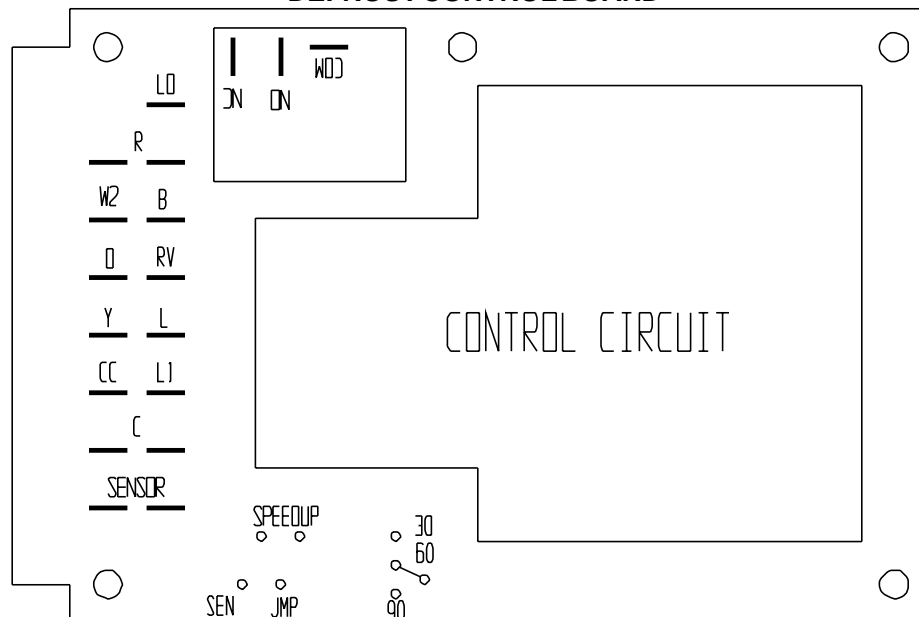 DEFROST CONTROL BOARD
LO
NC NO COM
R
W2 B
O RV
Y L
CC L1
C
SENSOR
CONTROL CIRCUIT
SPEEDUP
30
60
SEN JMP
90